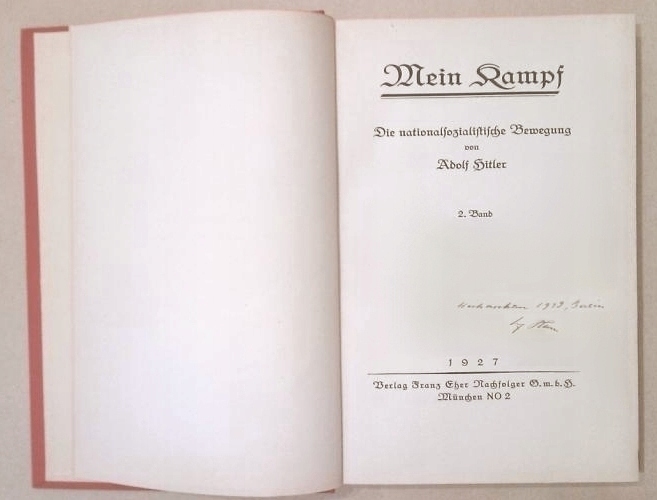 Mein Kampf
Die nationalsozialistische Bewegung
von
Adolf Hitler
2. Band
Berlin
1927
Verlag Franz Eher Nachfolger G.m.b.H.
München NO 2